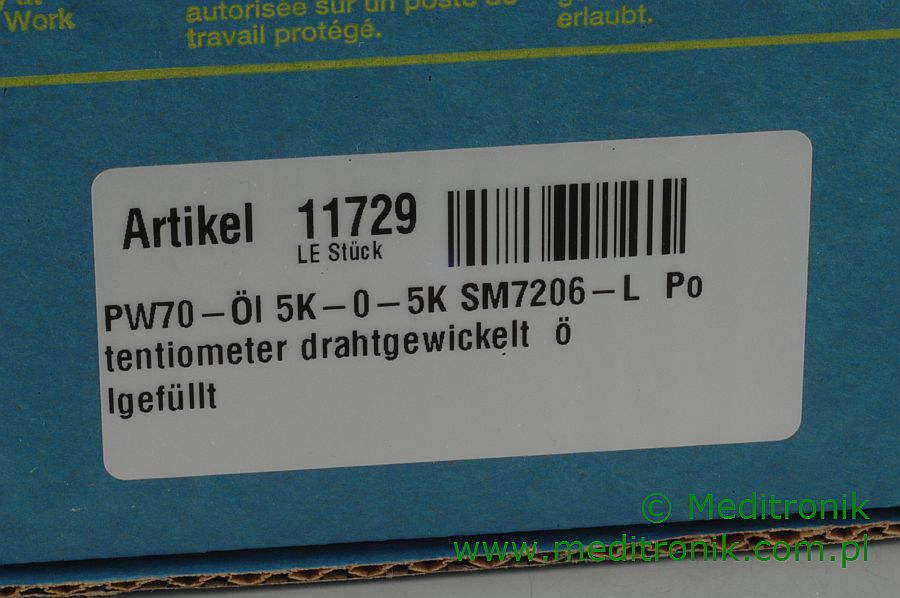 Work
autorisée sur un poste de
travail protégé.
erlaubt.
Artikel 11729
LE Stück
PW70-Öl 5K-0-5K SM7206-L Po
tentiometer drahtgewickelt ö
lgefüllt
© Meditronik
www.meditronik.com.pl